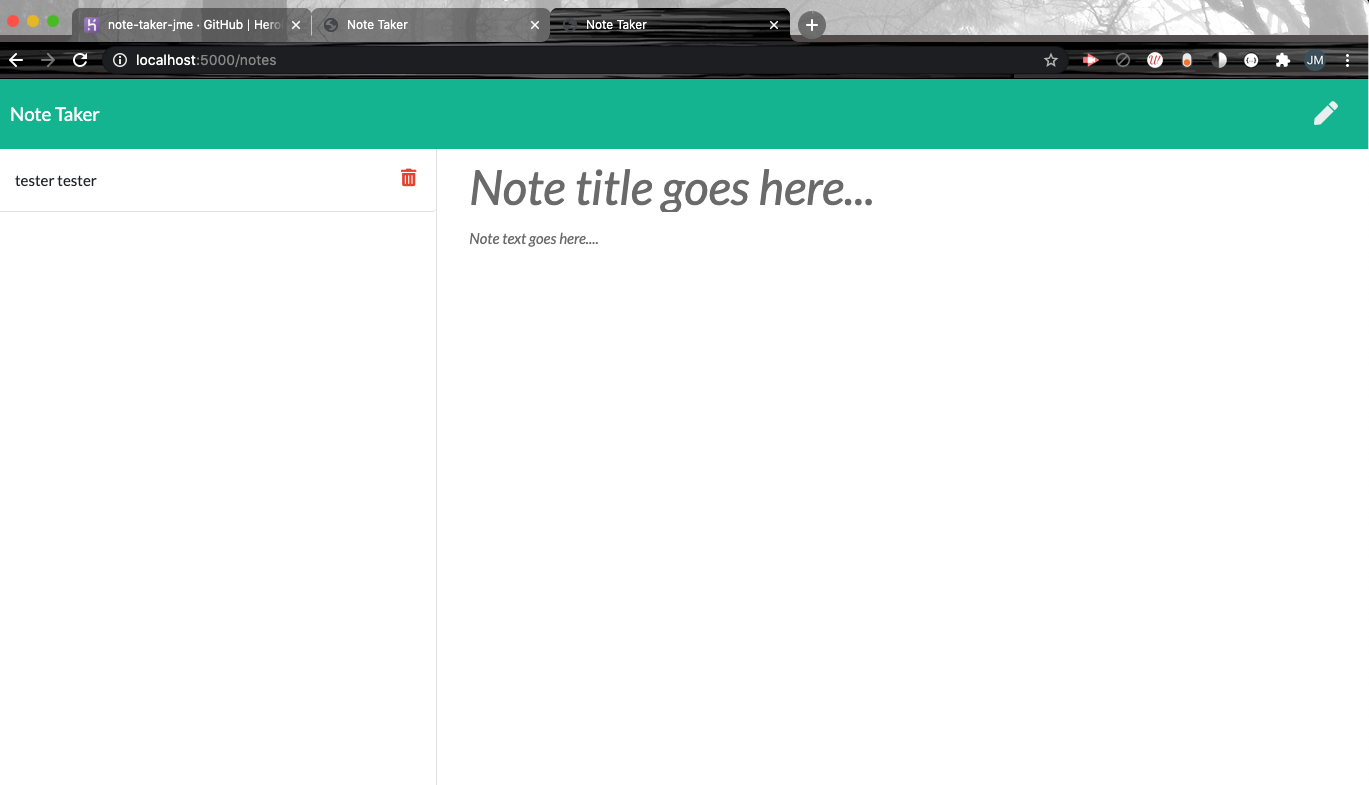 note-taker-jme · GitHub | Hero
Note Taker
Note Taker
localhost:5000/notes
JM
Note Taker
tester tester
Note title goes here...
Note text goes here....